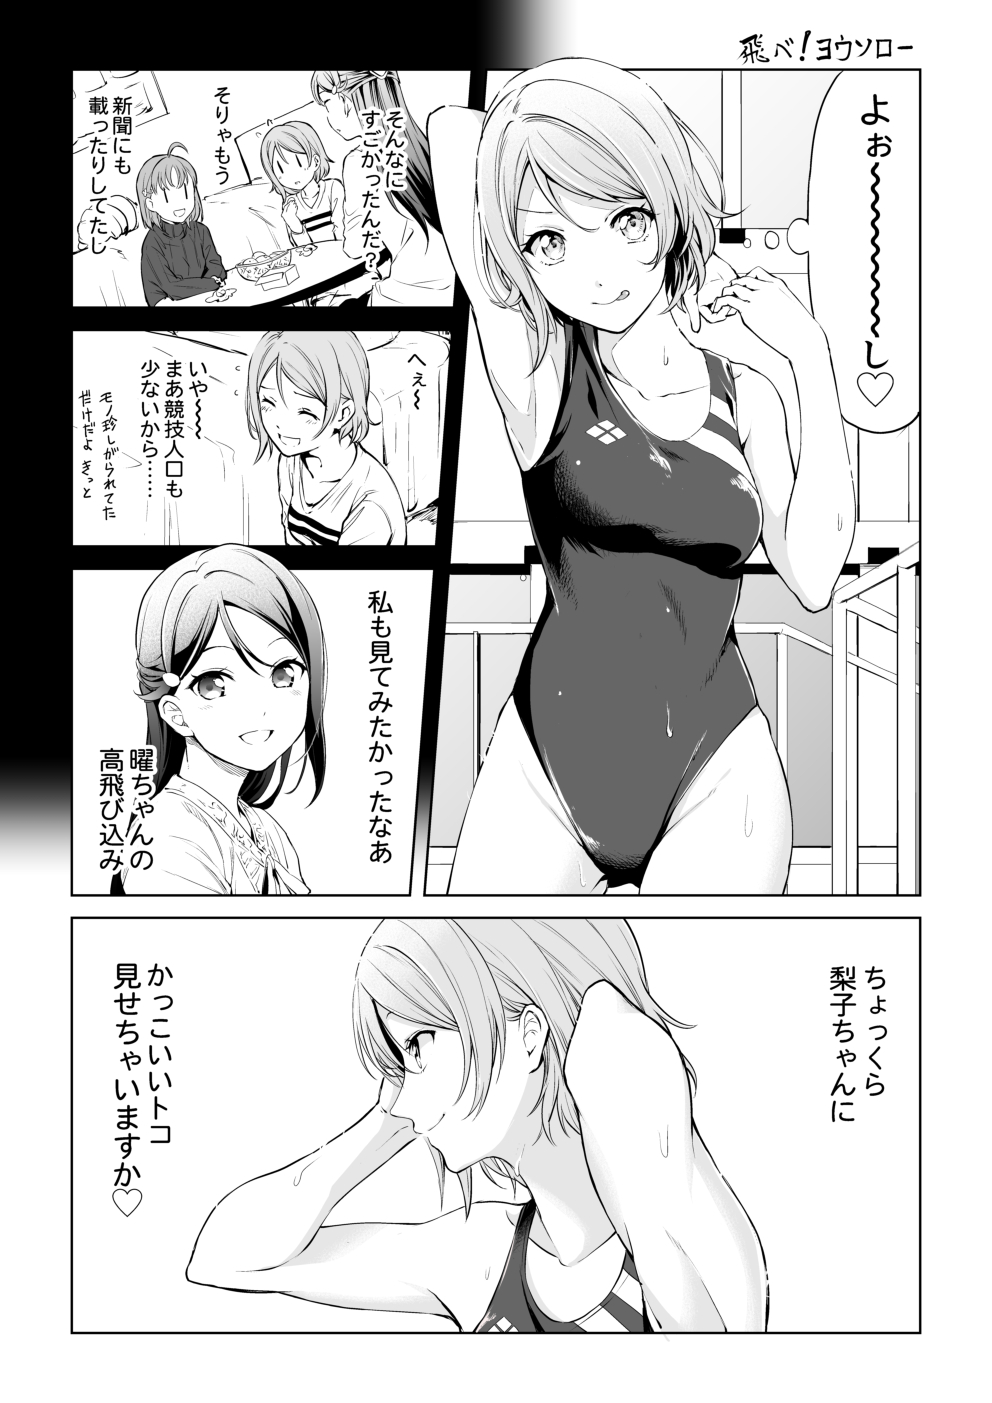 飛べ!ヨウソロー
よぉ〜〜〜〜し♡
そんなに
すごかったんだ?
そりゃもう
新聞にも
載ったりしてたし
へぇ〜
いや〜〜〜
まあ競技人口も
少ないから……
モノ珍しがられてた
だけだよ きっと
私も見てみたかったなあ
曜ちゃんの
高飛び込み
ちょっくら
梨子ちゃんに
かっこいいトコ
見せちゃいますか♡